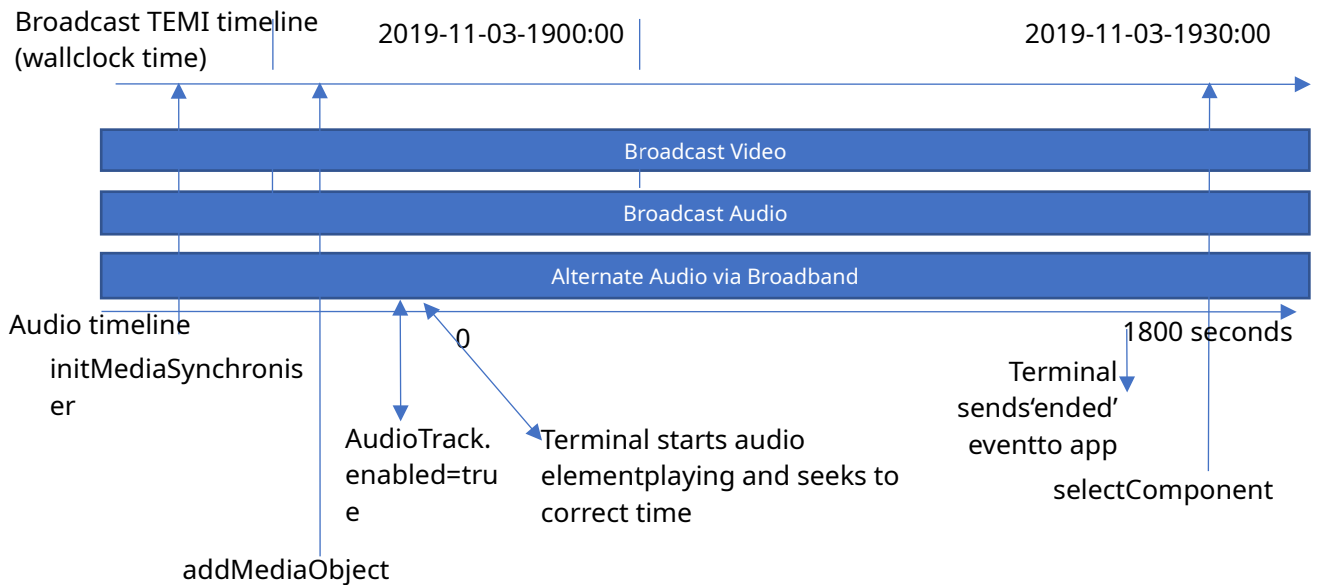 Broadcast TEMI timeline
(wallclock time)
2019-11-03-1900:00
2019-11-03-1930:00
Broadcast Video
Broadcast Audio
Alternate Audio via Broadband
Audio timeline
0
1800 seconds
initMediaSynchronis
er
Terminal
sends‘ended’
eventto app
AudioTrack.
enabled=tru
e
Terminal starts audio
elementplaying and seeks to
correct time
selectComponent
addMediaObject